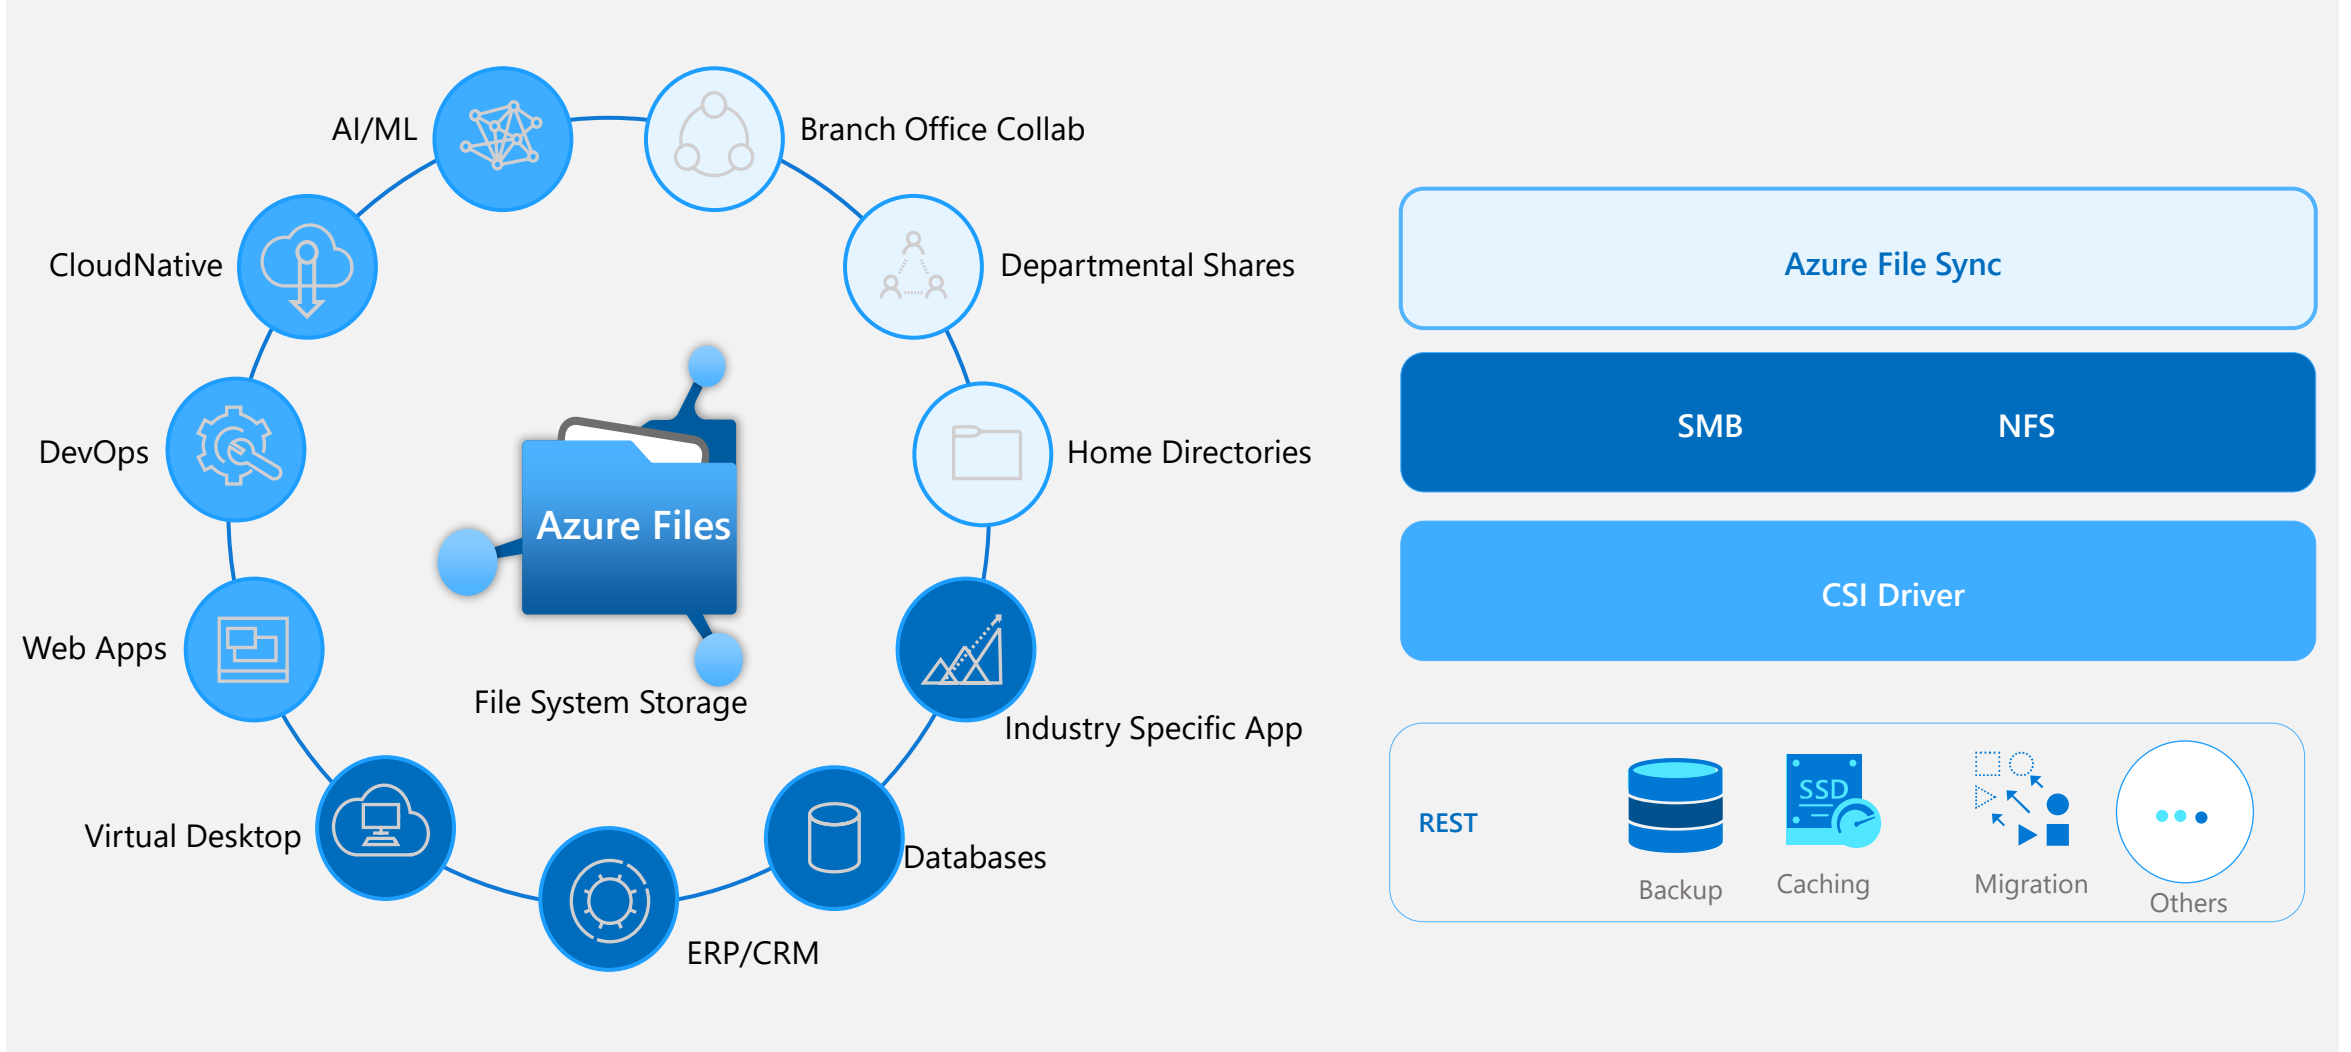 AI/ML
Branch Office Collab
CloudNative
Departmental Shares
DevOps
Home Directories
Azure Files
Web Apps
File System Storage
Industry Specific App
Virtual Desktop
Databases
ERP/CRM
Azure File Sync
SMB
NFS
CSI Driver
REST
SSD
Backup
Caching
Migration
Others